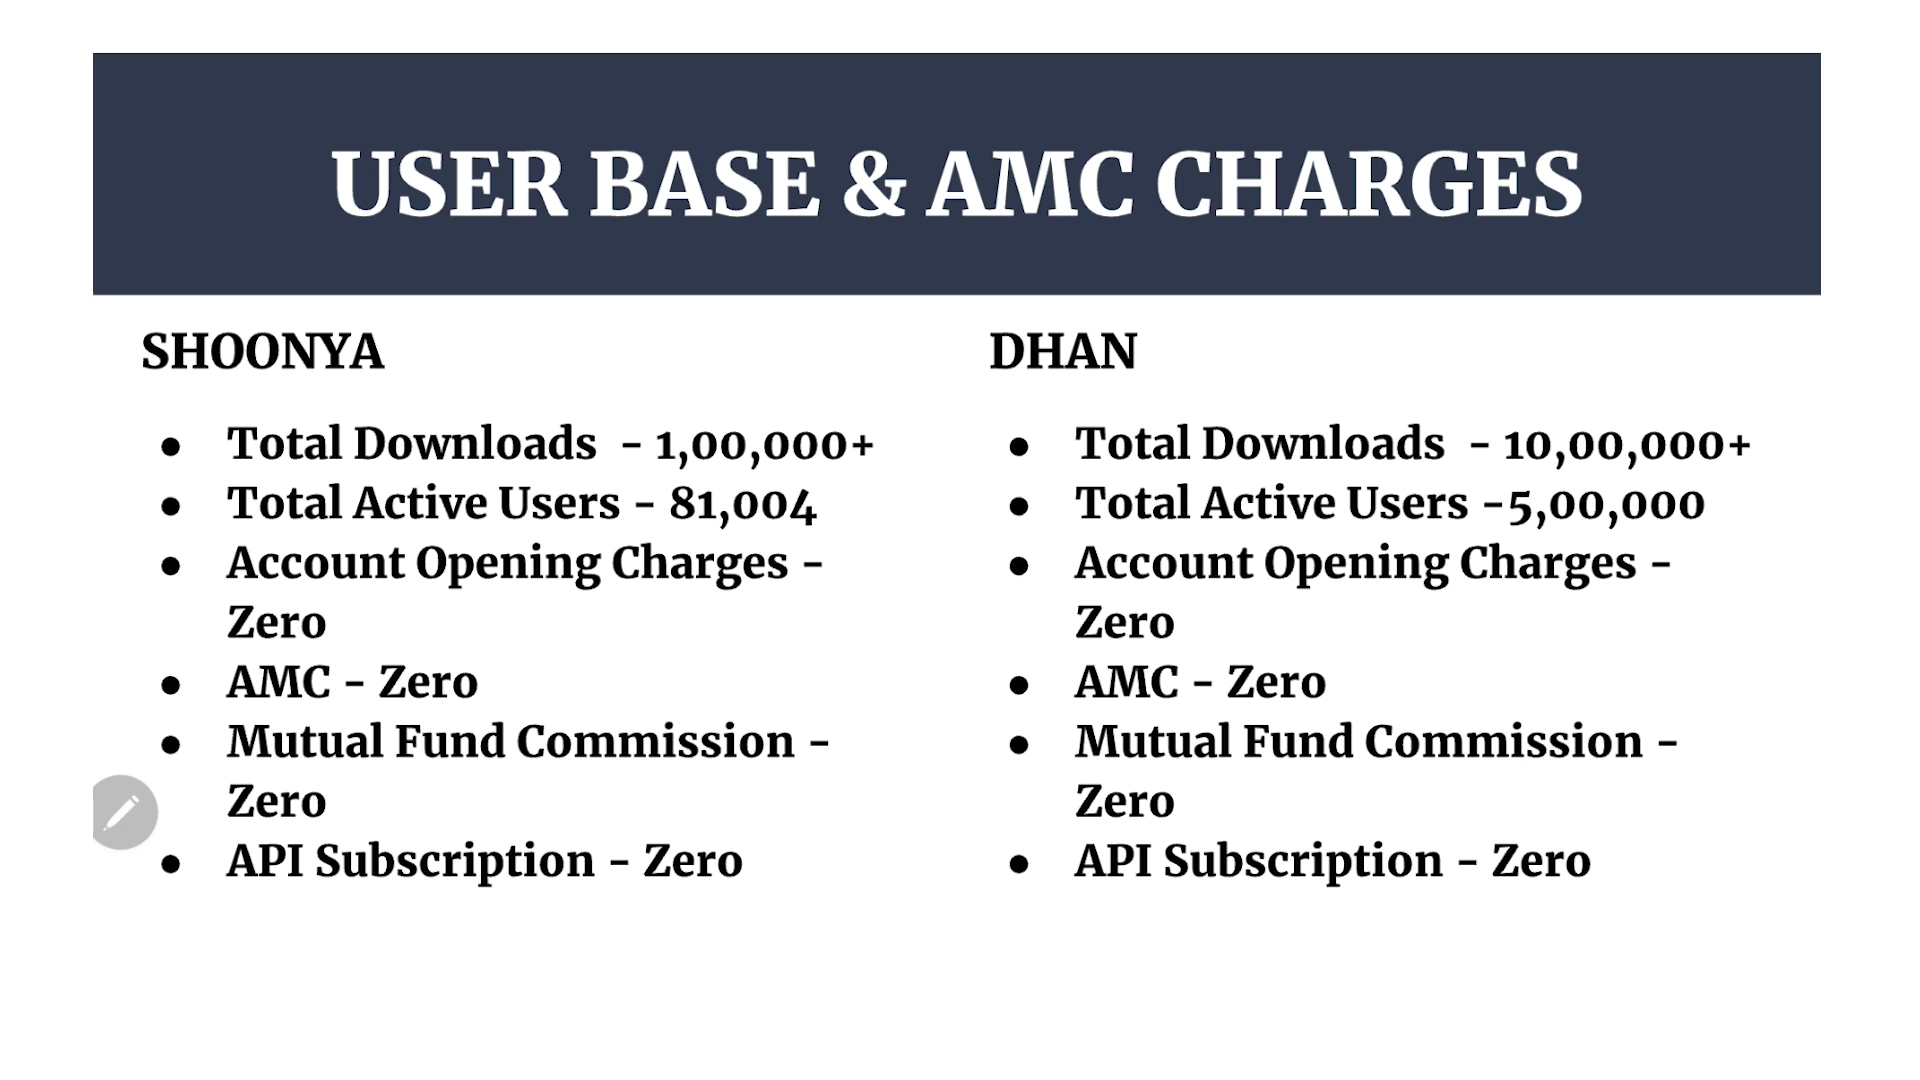 USER BASE & AMC CHARGES
SHOONYA
● Total Downloads  - 1,00,000+
● Total Active Users - 81,004
● Account Opening Charges -
Zero
● AMC - Zero
● Mutual Fund Commission -
Zero
● API Subscription - Zero
DHAN
● Total Downloads  - 10,00,000+
● Total Active Users -5,00,000
● Account Opening Charges -
Zero
● AMC - Zero
● Mutual Fund Commission -
Zero
● API Subscription - Zero